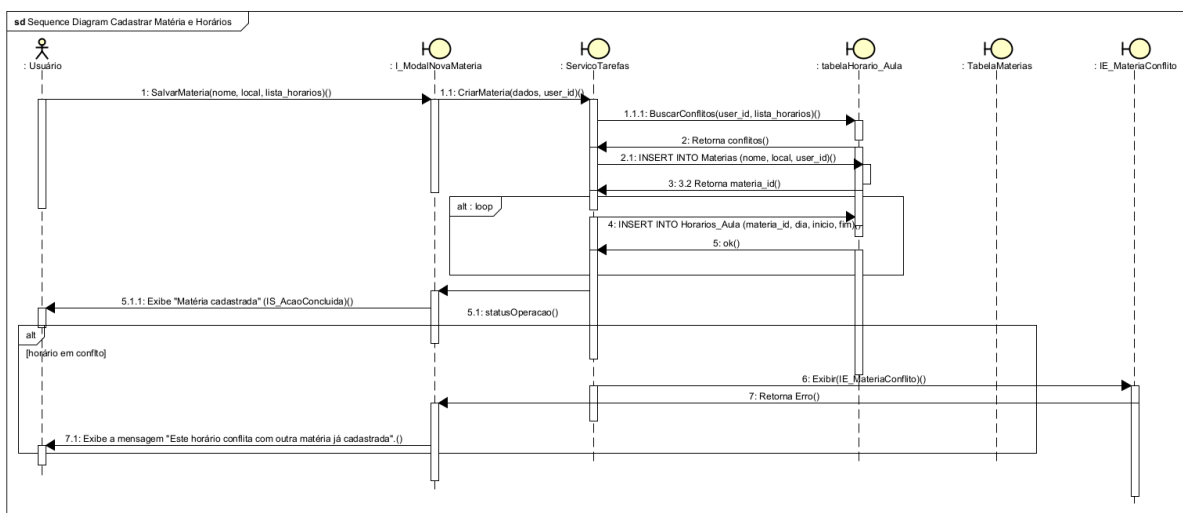 sd Sequence Diagram Cadastrar Matéria e Horários
: Usuário
: I_ModalNovaMateria
: ServicoTarefas
: tabelaHorario_Aula
: TabelaMaterias
: IE_MateriaConflito
1: SalvarMateria(nome, local, lista_horarios)()
1.1: CriarMateria(dados, user_id)()
1.1.1: BuscarConflitos(user_id, lista_horarios)()
2: Retorna conflitos()
2.1: INSERT INTO Materias (nome, local, user_id)()
3: 3.2 Retorna materia_id()
alt : loop
4: INSERT INTO Horarios_Aula (materia_id, dia, inicio, fim)()
5: ok()
5.1.1: Exibe "Matéria cadastrada" (IS_AcaoConcluida)()
5.1: statusOperacao()
alt
[horário em conflto]
6: Exibir(IE_MateriaConflito)()
7: Retorna Erro()
7.1: Exibe a mensagem "Este horário conflita com outra matéria já cadastrada".()